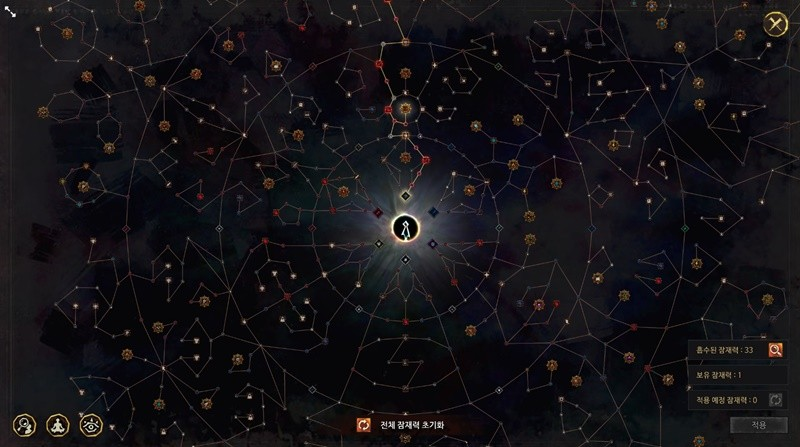 흡수된 잠재력 : 33
보유 잠재력 : 1
적용 예정 잠재력 : 0
전체 잠재력 초기화
적용